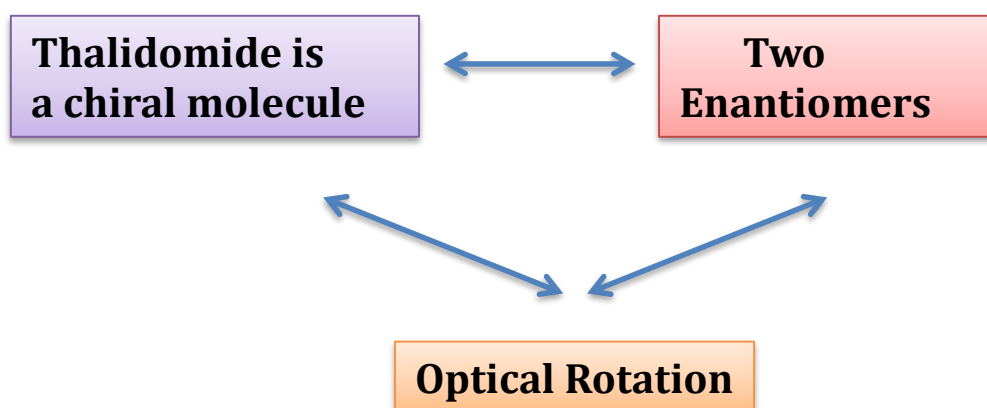 Thalidomide is
a chiral molecule
Two
Enantiomers
Optical Rotation